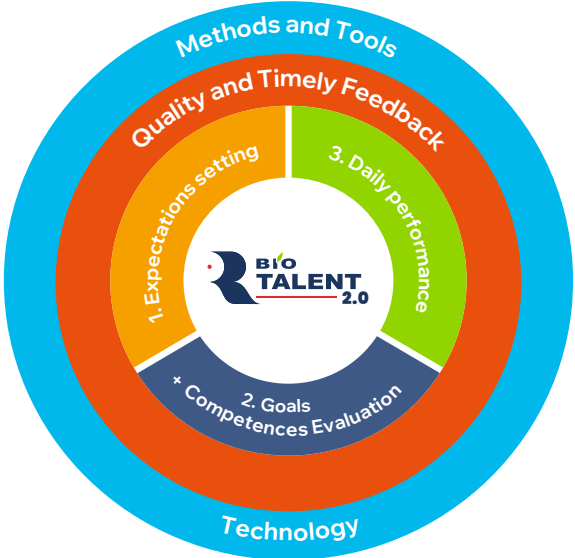 Methods and Tools
Quality and Timely Feedback
1. Expectations setting
3. Daily performance
BIO
TALENT
2.0
2. Goals
+ Competences Evaluation
Technology